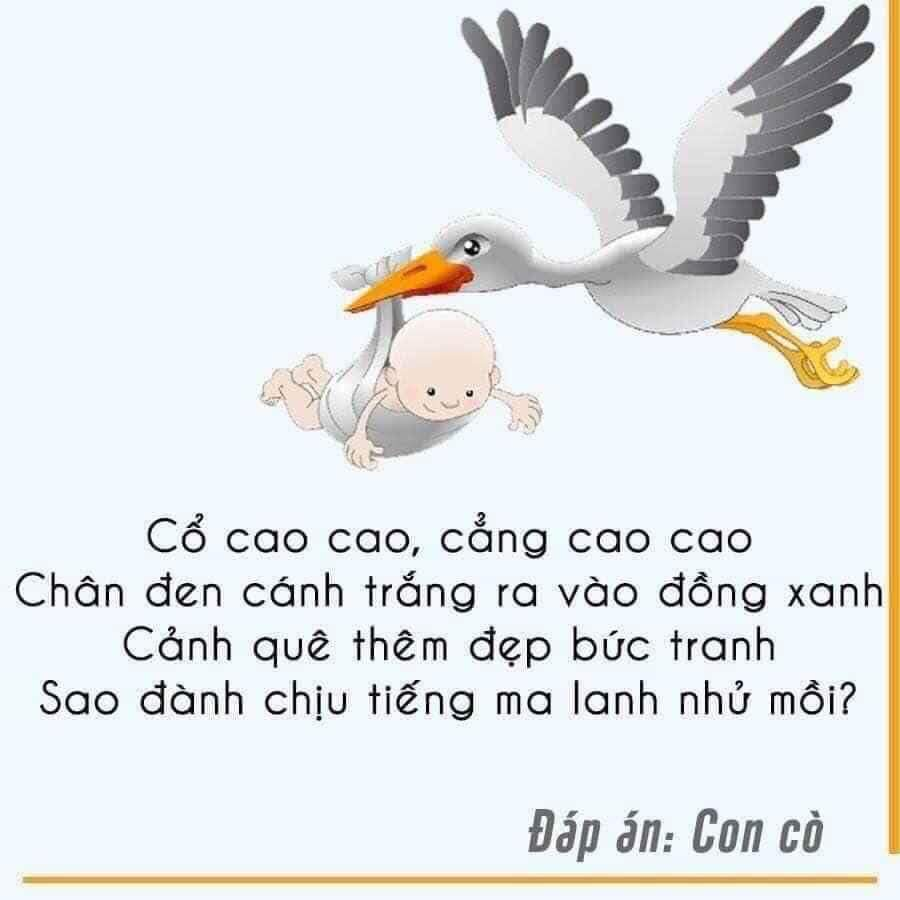 Cổ cao cao, cẳng cao cao
Chân đen cánh trắng ra vào đồng xanh
Cảnh quê thêm đẹp bức tranh
Sao đành chịu tiếng ma lanh nhử mồi?
Đáp án: Con cò